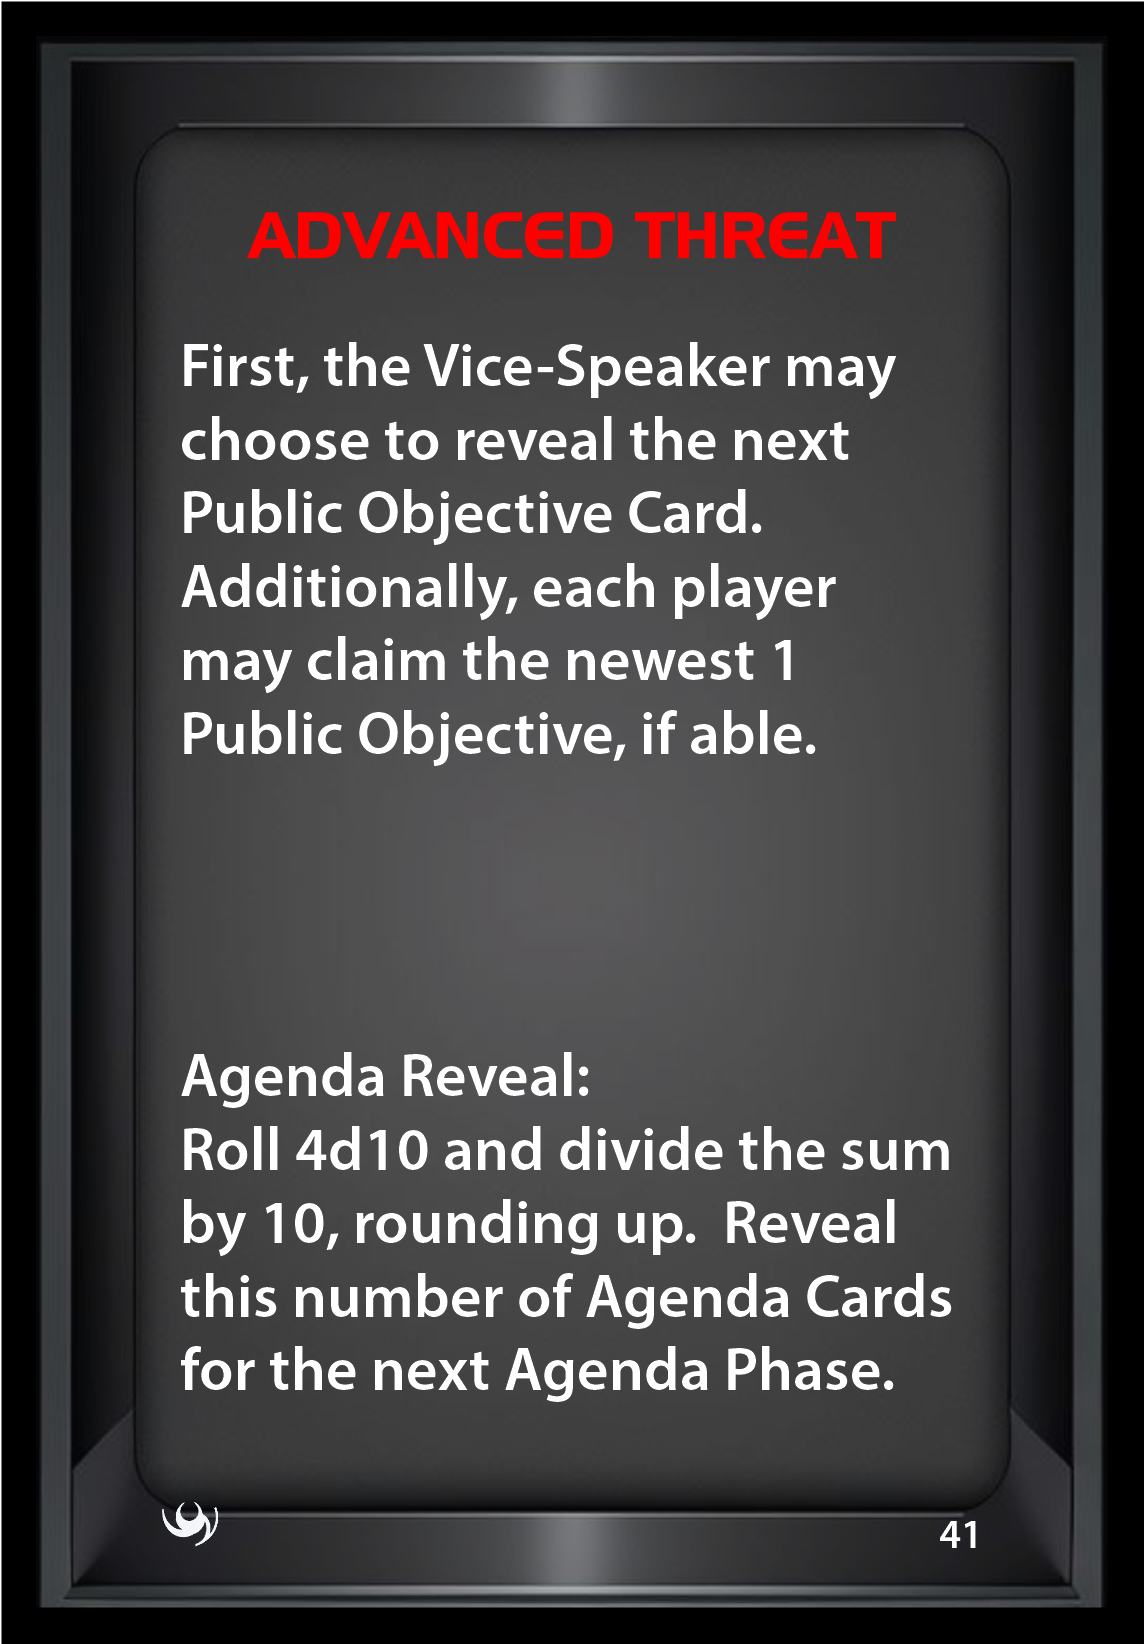 ADVANCED THREAT
First, the Vice-Speaker may
choose to reveal the next
Public Objective Card.
Additionally, each player
may claim the newest 1
Public Objective, if able.
Agenda Reveal:
Roll 4d10 and divide the sum
by 10, rounding up.  Reveal
this number of Agenda Cards
for the next Agenda Phase.
41